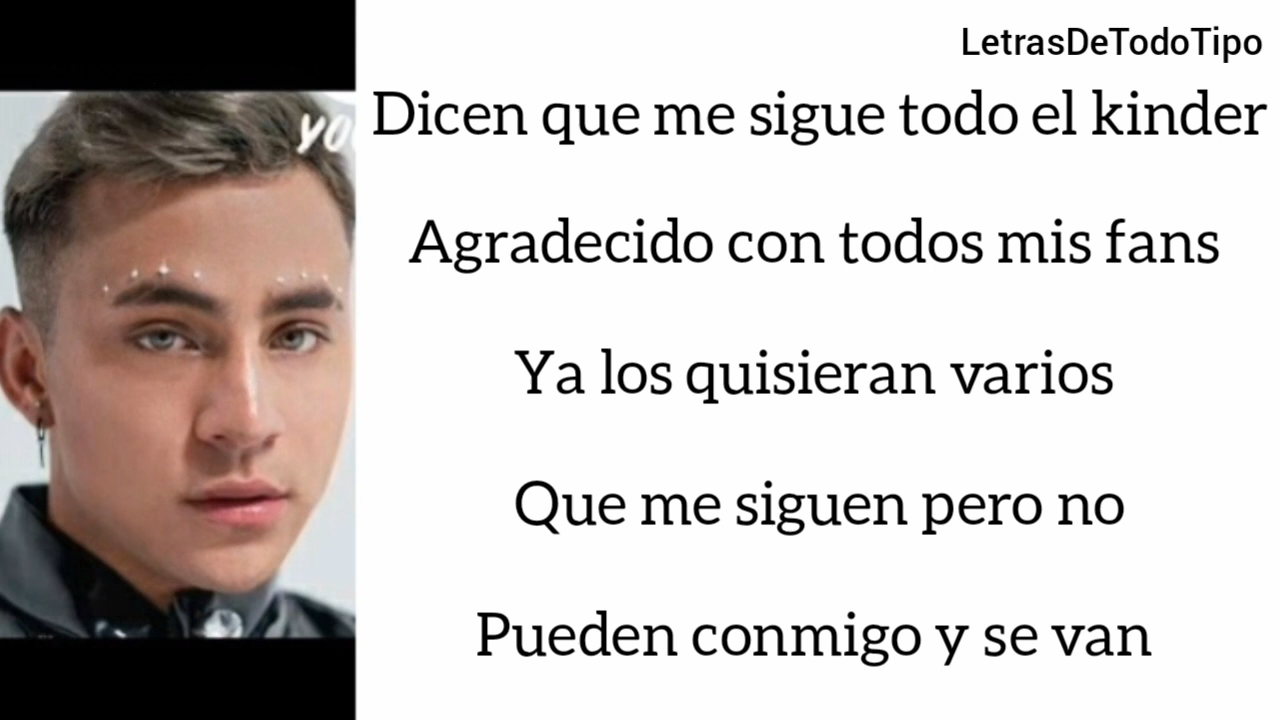 LetrasDeTodoTipo
Dicen que me sigue todo el kinder
Agradecido con todos mis fans
Ya los quisieran varios
Que me siguen pero no
Pueden conmigo y se van